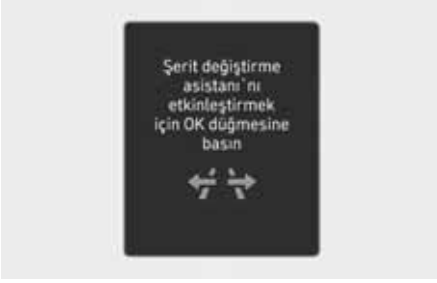 Şerit değiştirme
asistanı`nı
etkinleştirmek
için OK düğmesine
basın